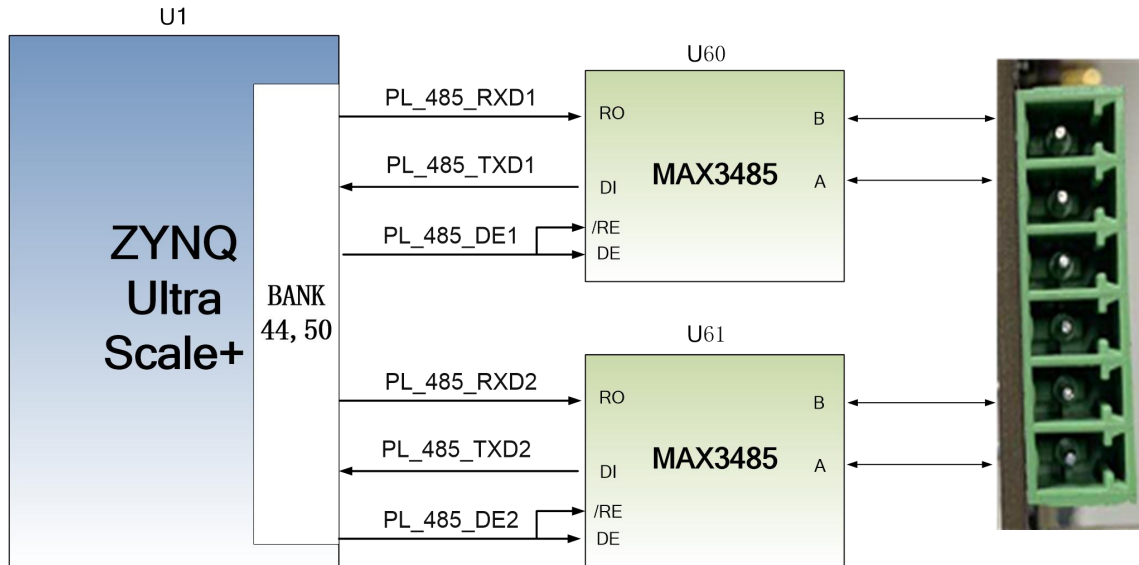 U1
ZYNQ
Ultra
Scale+
BANK
44,50
PL_485_RXD1
PL_485_TXD1
PL_485_DE1
U60
RO
DI
/RE
DE
MAX3485
B
A
PL_485_RXD2
PL_485_TXD2
PL_485_DE2
U61
RO
DI
/RE
DE
MAX3485
B
A